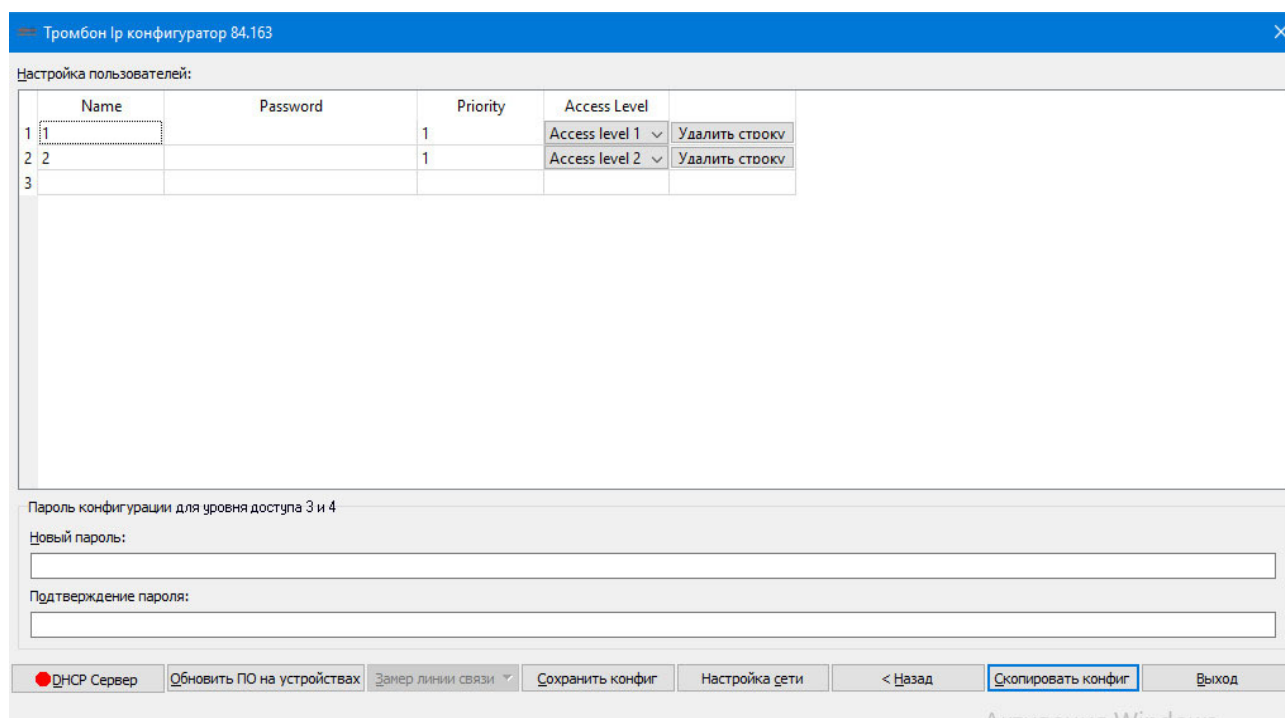 Тромбон Ip конфигуратор 84.163
Настройка пользователей:
Name Password Priority Access Level
1 1 1 Access level 1 Удалить строку
2 2 1 Access level 2 Удалить строку
3
Пароль конфигурации для уровня доступа 3 и 4
Новый пароль:
Подтверждение пароля:
DHCP Сервер Обновить ПО на устройствах Замер линии связи Сохранить конфиг Настройка сети < Назад Скопировать конфиг Выход